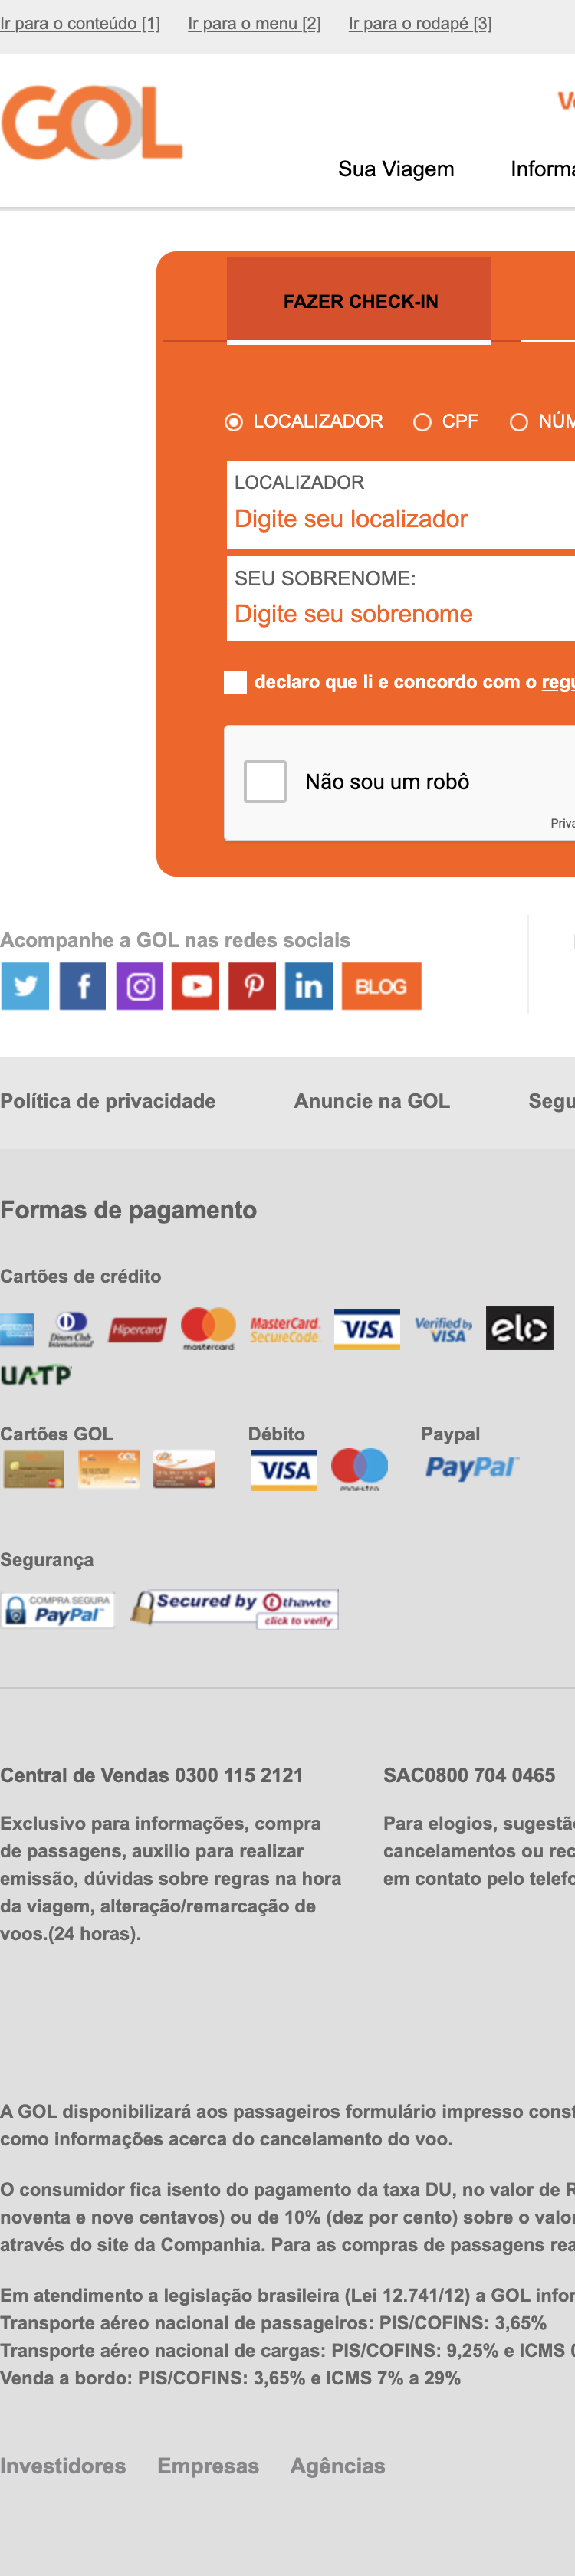 Ir para o conteúdo [1] Ir para o menu [2] Ir para o rodapé [3]
GOL
Sua Viagem
FAZER CHECK-IN
LOCALIZADOR CPF
LOCALIZADOR
Digite seu localizador
SEU SOBRENOME:
Digite seu sobrenome
declaro que li e concordo com o regu
Não sou um robô
Priva
Acompanhe a GOL nas redes sociais
BLOG
Política de privacidade Anuncie na GOL Segu
Formas de pagamento
Cartões de crédito
Diners Club International Hipercard mastercard MasterCard. SecureCode. VISA Verified by VISA elo
UATP
Cartões GOL Débito Paypal
GOL VISA maestro PayPal
Segurança
COMPRA SEGURA PayPal Secured by thawte click to verify
Central de Vendas 0300 115 2121
Exclusivo para informações, compra
de passagens, auxilio para realizar
emissão, dúvidas sobre regras na hora
da viagem, alteração/remarcação de
voos.(24 horas).
SAC0800 704 0465
Para elogios, sugestão
cancelamentos ou rec
em contato pelo telefo
A GOL disponibilizará aos passageiros formulário impresso const
como informações acerca do cancelamento do voo.
O consumidor fica isento do pagamento da taxa DU, no valor de R
noventa e nove centavos) ou de 10% (dez por cento) sobre o valor
através do site da Companhia. Para as compras de passagens rea
Em atendimento a legislação brasileira (Lei 12.741/12) a GOL infor
Transporte aéreo nacional de passageiros: PIS/COFINS: 3,65%
Transporte aéreo nacional de cargas: PIS/COFINS: 9,25% e ICMS
Venda a bordo: PIS/COFINS: 3,65% e ICMS 7% a 29%
Investidores Empresas Agências